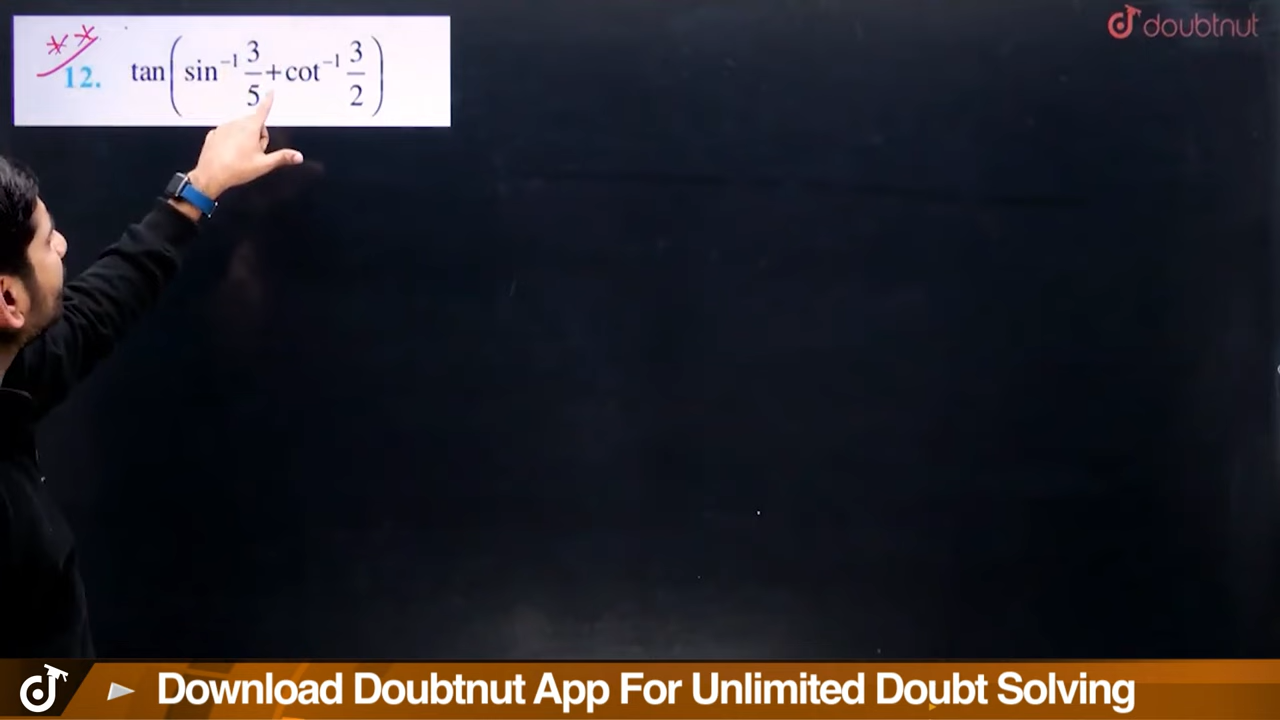 doubtnut
** 12. tan(sin⁻¹ 3/5 + cot⁻¹ 3/2)
Download Doubtnut App For Unlimited Doubt Solving